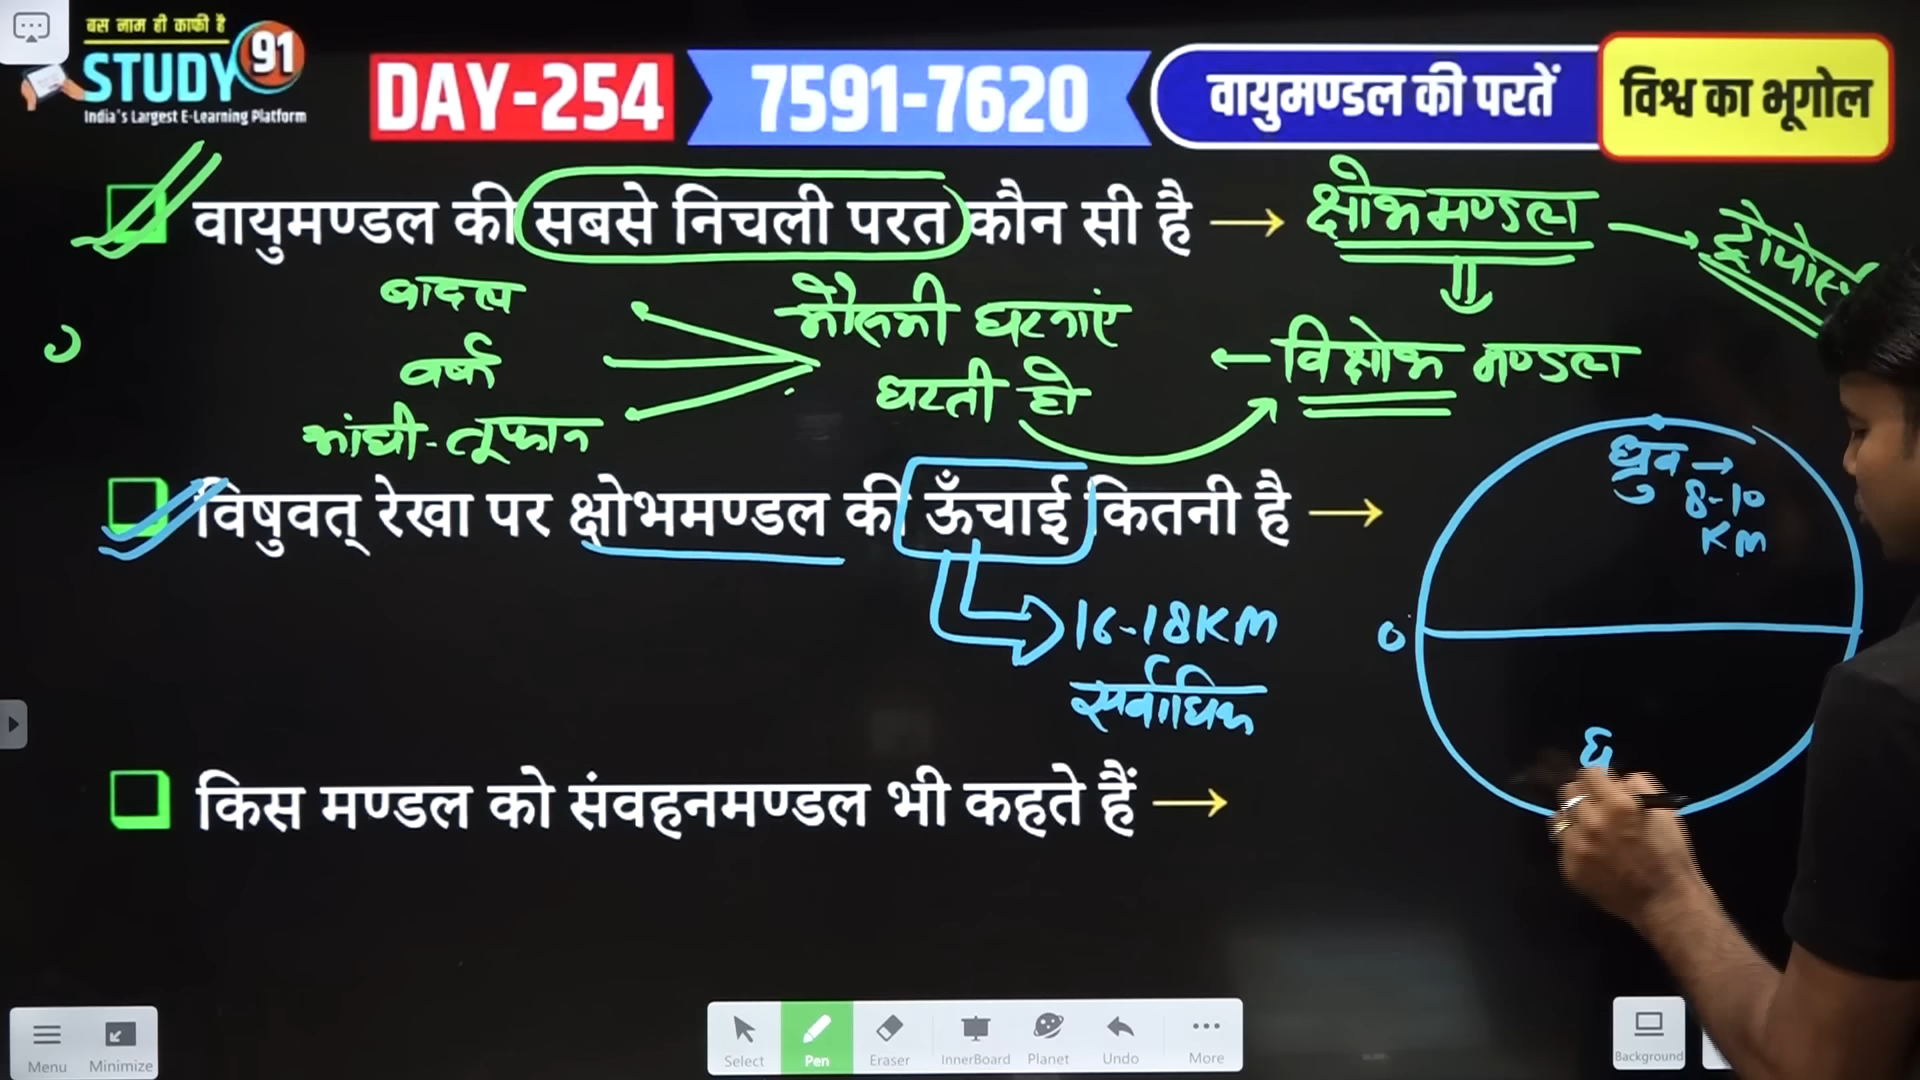 बस नाम ही काफी है
STUDY 91
India's Largest E-Learning Platform
DAY-254
7591-7620
वायुमण्डल की परतें
विश्व का भूगोल
वायुमण्डल की सबसे निचली परत कौन सी है → क्षोभमण्डल →
बादल
वर्षा
आंधी-तूफान
मौसमी घटनाएं
घटती हो
← विक्षोभ मण्डल
विषुवत् रेखा पर क्षोभमण्डल की ऊँचाई कितनी है →
16-18KM
सर्वाधिक
ध्रुव →
8-10
KM
0
किस मण्डल को संवहनमण्डल भी कहते हैं →
Menu
Minimize
Select
Pen
Eraser
InnerBoard
Planet
Undo
More
Background